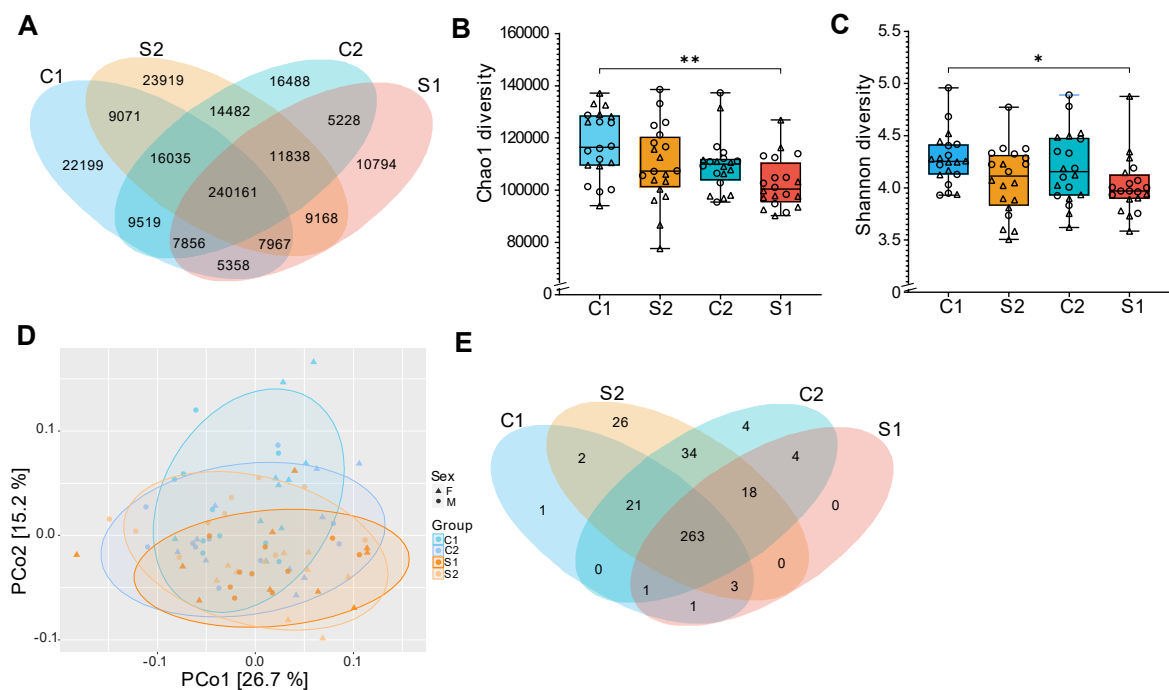 A
C1
S2
C2
S1
23919
16488
9071
14482
5228
22199
16035
11838
10794
240161
9519
9168
7856
7967
5358
B
Chao1 diversity
160000
140000
120000
100000
80000
0
**
C1
S2
C2
S1
C
Shannon diversity
5.5
5.0
4.5
4.0
3.5
0
*
C1
S2
C2
S1
D
PCo2 [15.2 %]
0.1
0.0
-0.1
-0.1
0.0
0.1
PCo1 [26.7 %]
Sex
F
M
Group
C1
C2
S1
S2
E
C1
S2
C2
S1
26
4
2
34
4
1
21
18
0
263
0
0
1
3
1